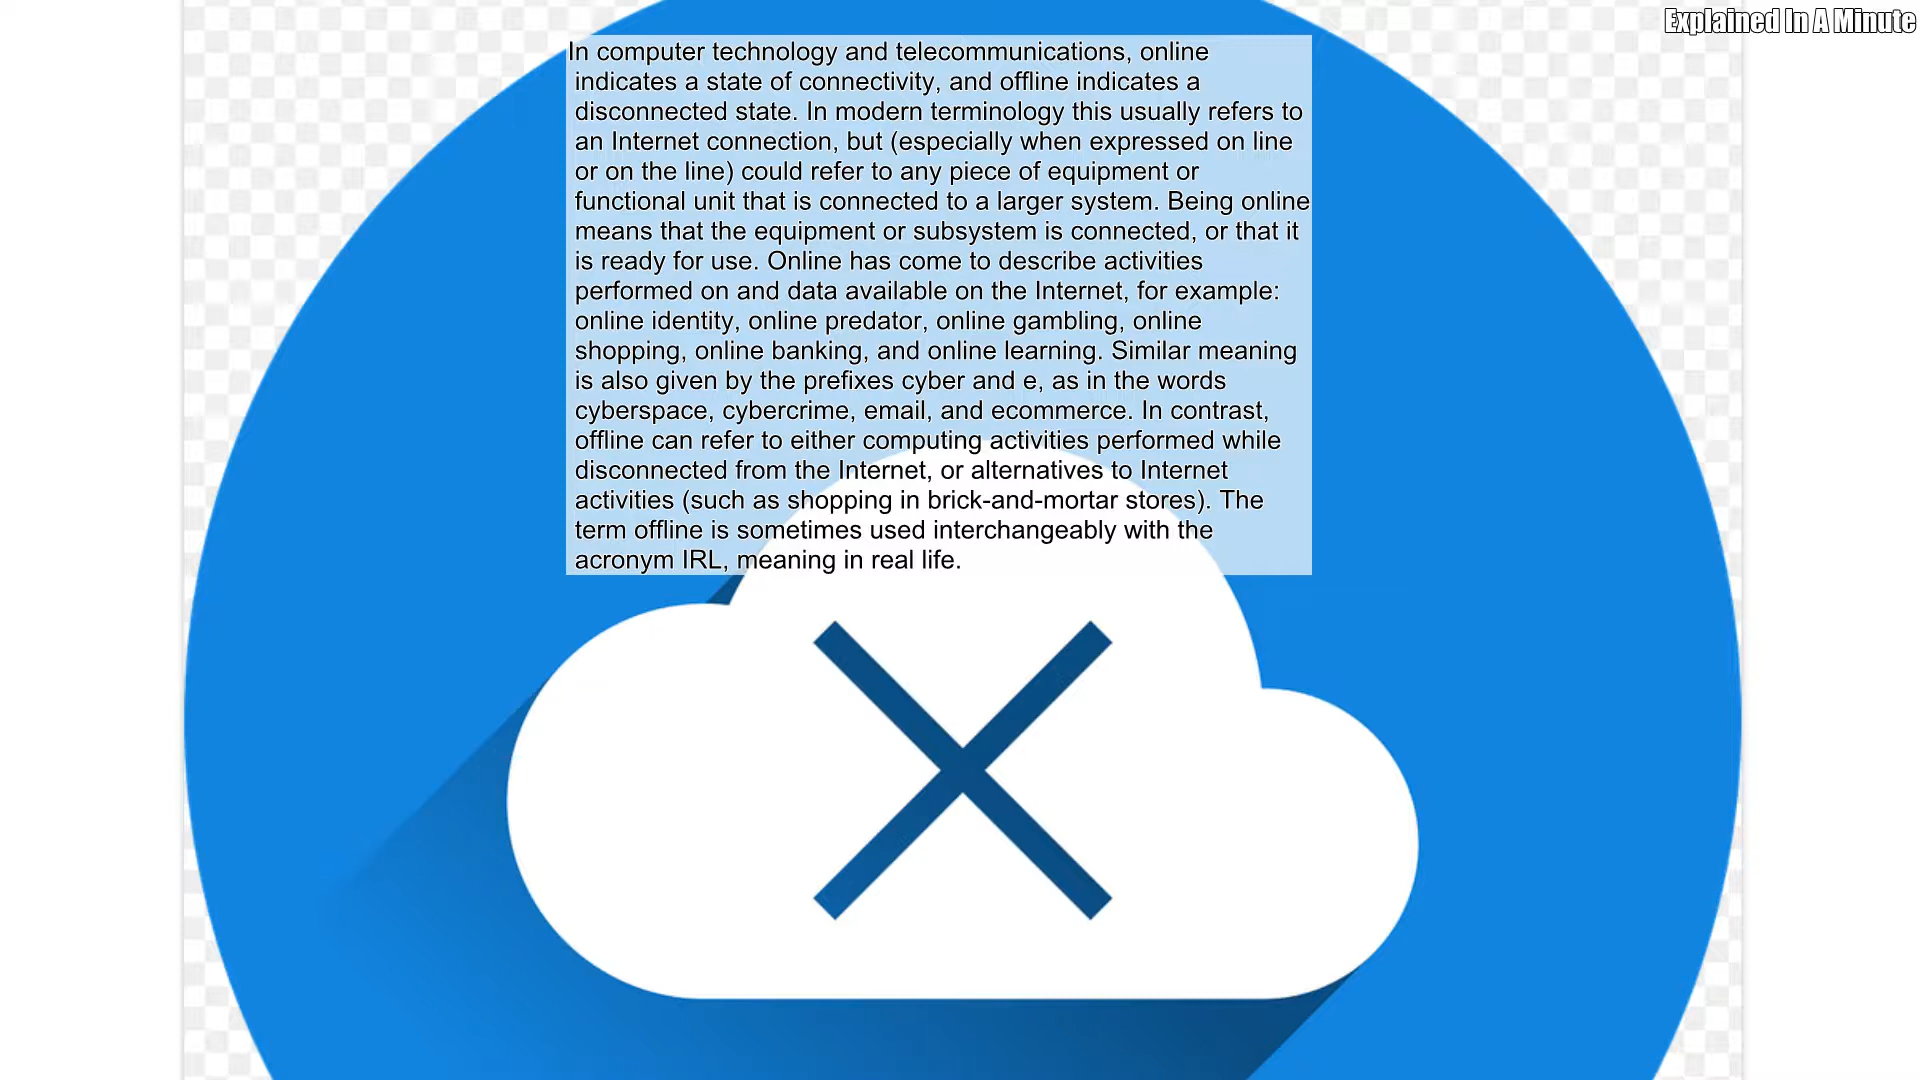 Explained In A Minute
In computer technology and telecommunications, online
indicates a state of connectivity, and offline indicates a
disconnected state. In modern terminology this usually refers to
an Internet connection, but (especially when expressed on line
or on the line) could refer to any piece of equipment or
functional unit that is connected to a larger system. Being online
means that the equipment or subsystem is connected, or that it
is ready for use. Online has come to describe activities
performed on and data available on the Internet, for example:
online identity, online predator, online gambling, online
shopping, online banking, and online learning. Similar meaning
is also given by the prefixes cyber and e, as in the words
cyberspace, cybercrime, email, and ecommerce. In contrast,
offline can refer to either computing activities performed while
disconnected from the Internet, or alternatives to Internet
activities (such as shopping in brick-and-mortar stores). The
term offline is sometimes used interchangeably with the
acronym IRL, meaning in real life.